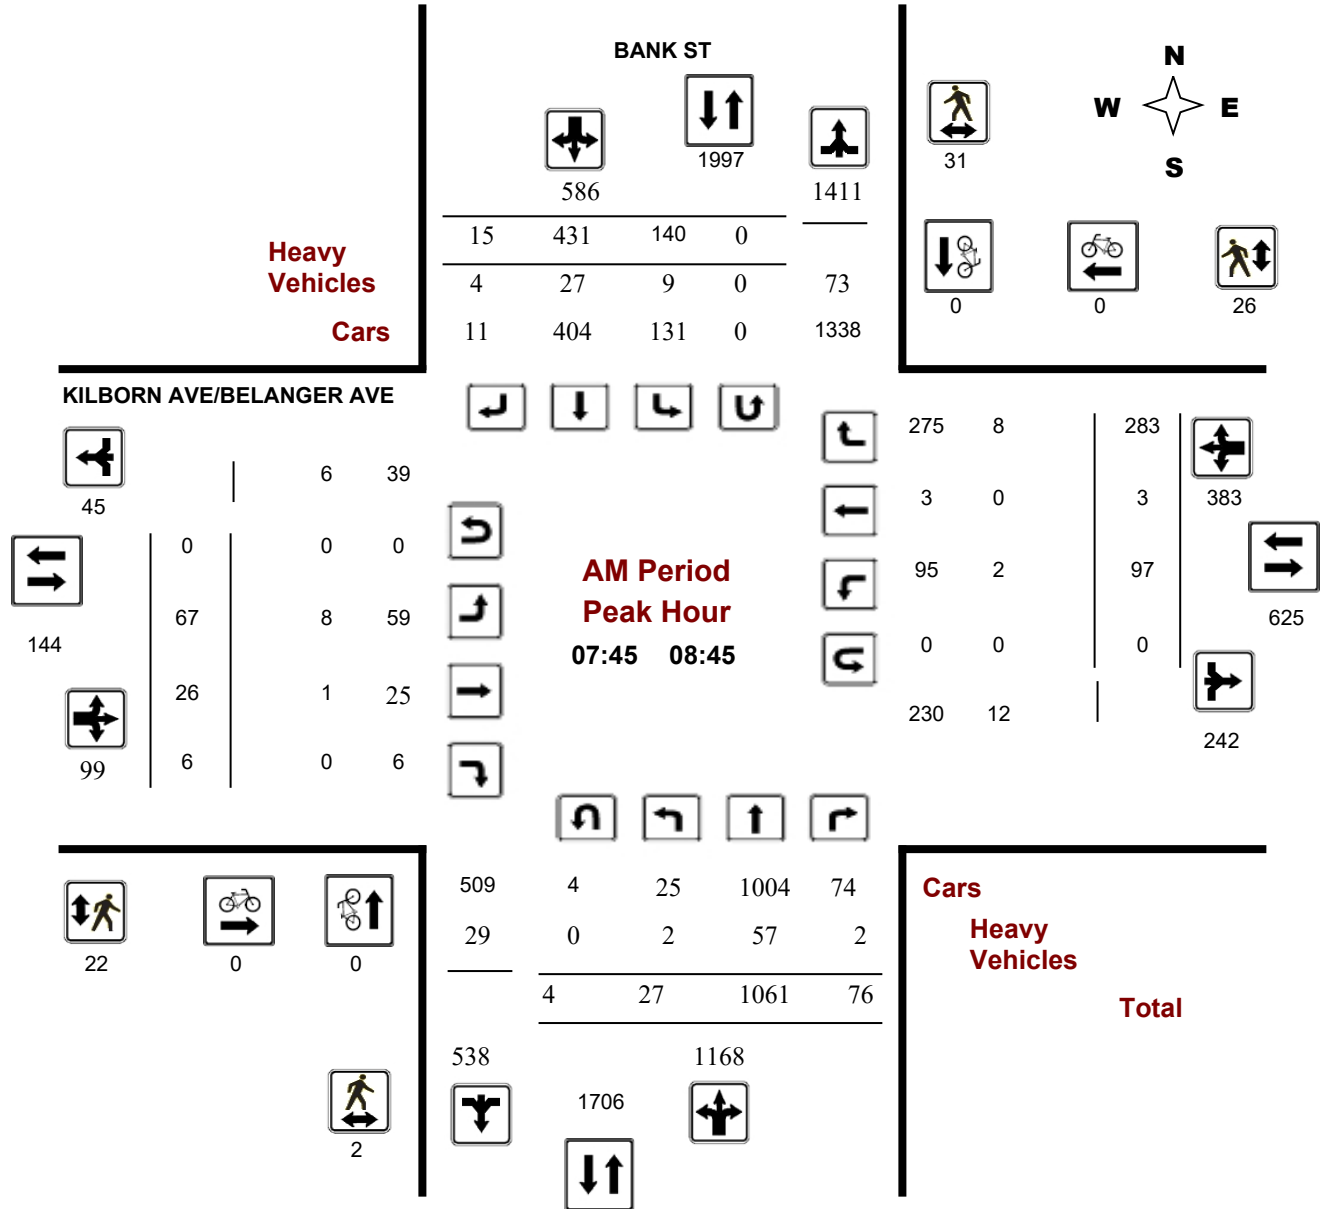 BANK ST
N
W E
S
1997
31
586 1411
15 431 140 0
Heavy
Vehicles 4 27 9 0 73
0 0 26
Cars 11 404 131 0 1338
KILBORN AVE/BELANGER AVE
275 8 283
6 39
45
3 0 3 383
0 0 0
AM Period
95 2 97
Peak Hour
67 8 59 625
144
07:45 08:45 0 0 0
26 1 25
230 12
242
99 6 0 6
509 4 25 1004 74 Cars
29 0 2 57 2 Heavy
Vehicles
22 0 0
4 27 1061 76 Total
538 1168
1706
2